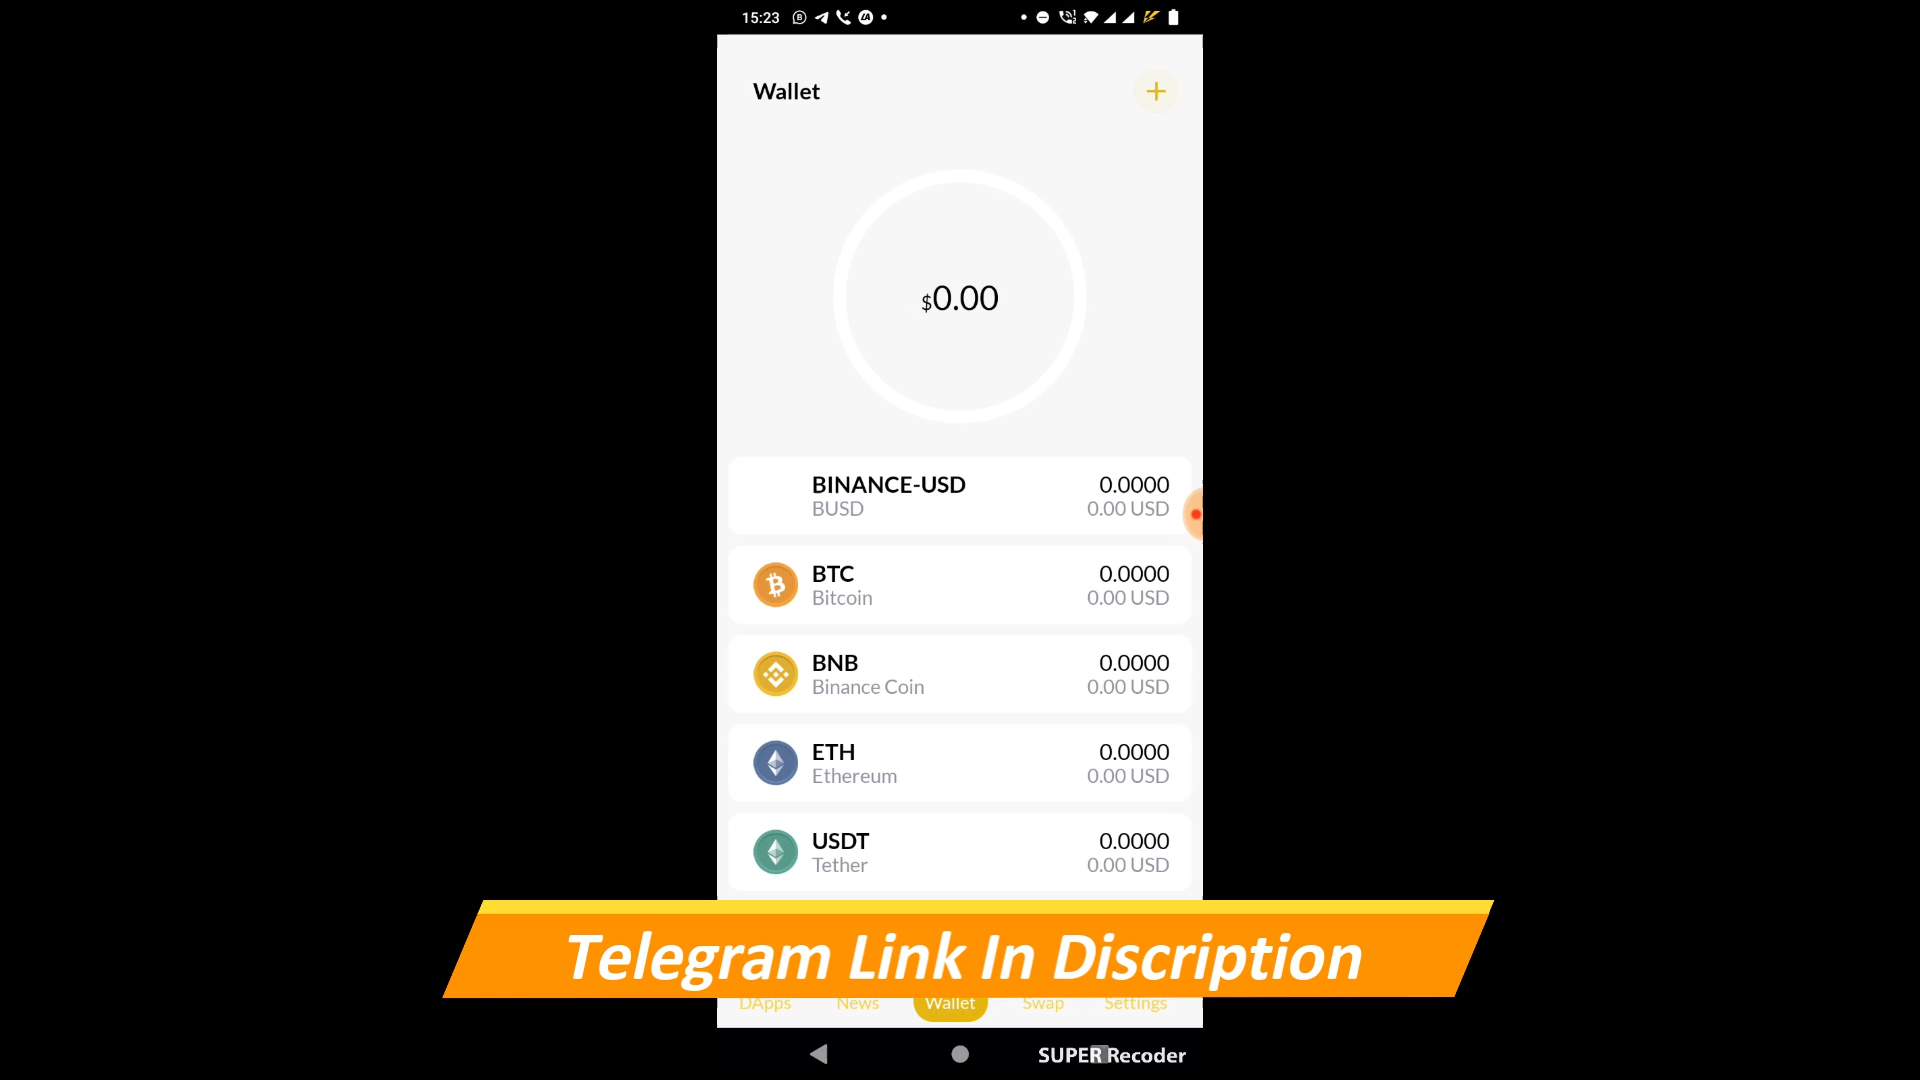 15:23
Wallet
$0.00
BINANCE-USD
0.0000
BUSD
0.00 USD
BTC
0.0000
Bitcoin
0.00 USD
BNB
0.0000
Binance Coin
0.00 USD
ETH
0.0000
Ethereum
0.00 USD
USDT
0.0000
Tether
0.00 USD
Telegram Link In Discription
DApps News Wallet Swap Settings
SUPER Recoder